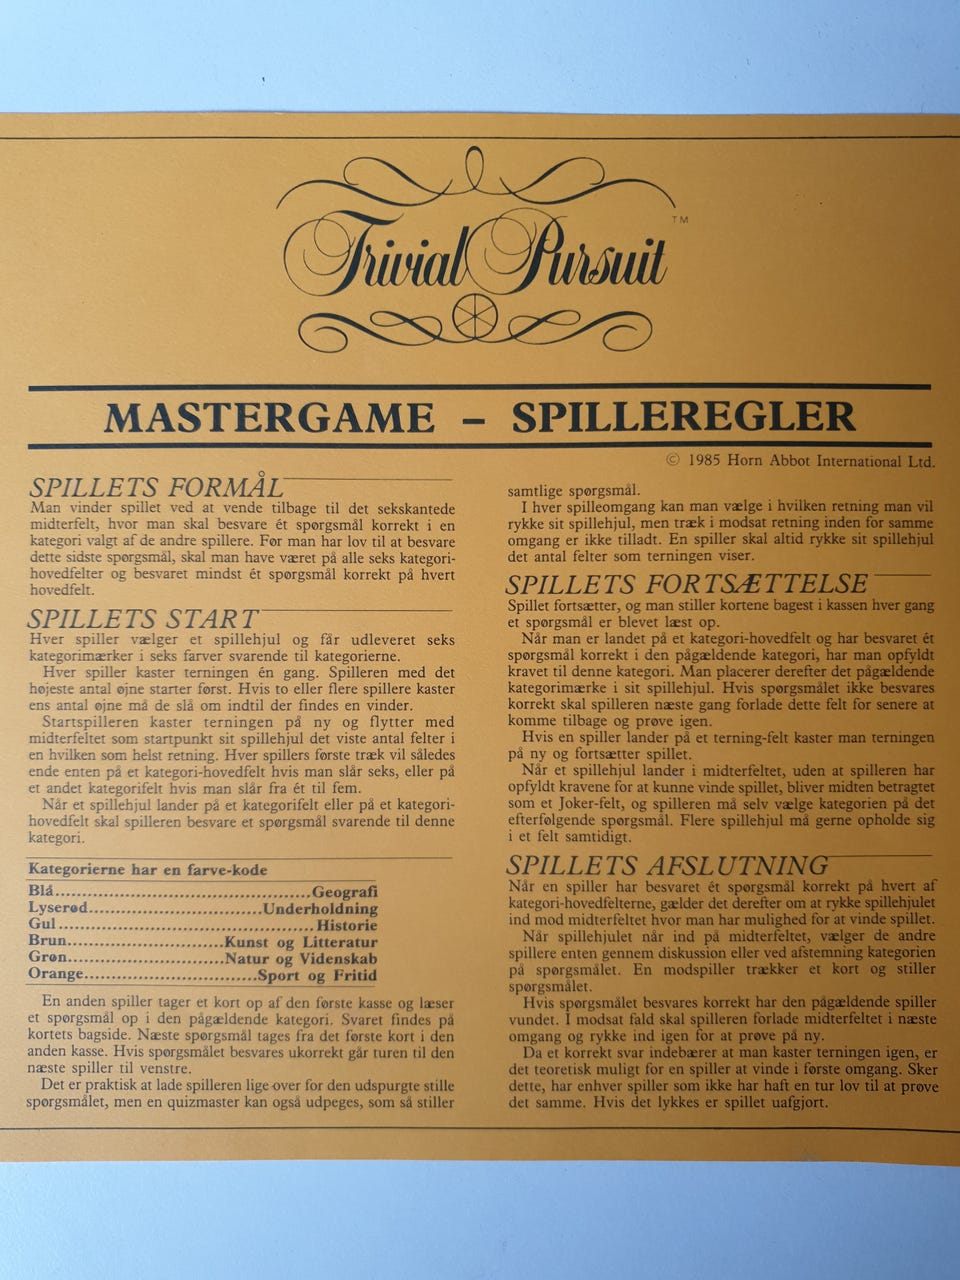 Trivial Pursuit™
MASTERGAME – SPILLEREGLER
© 1985 Horn Abbot International Ltd.
SPILLETS FORMÅL
Man vinder spillet ved at vende tilbage til det sekskantede
midterfelt, hvor man skal besvare ét spørgsmål korrekt i en
kategori valgt af de andre spillere. Før man har lov til at besvare
dette sidste spørgsmål, skal man have været på alle seks kategori-
hovedfelter og besvaret mindst ét spørgsmål korrekt på hvert
hovedfelt.
SPILLETS START
Hver spiller vælger et spillehjul og får udleveret seks
kategorimærker i seks farver svarende til kategorierne.
Hver spiller kaster terningen én gang. Spilleren med det
højeste antal øjne starter først. Hvis to eller flere spillere kaster
ens antal øjne må de slå om indtil der findes en vinder.
Startspilleren kaster terningen på ny og flytter med
midterfeltet som startpunkt sit spillehjul det viste antal felter i
en hvilken som helst retning. Hver spillers første træk vil således
ende enten på et kategori-hovedfelt hvis man slår seks, eller på
et andet kategorifelt hvis man slår fra ét til fem.
Når et spillehjul lander på et kategorifelt eller på et kategori-
hovedfelt skal spilleren besvare et spørgsmål svarende til denne
kategori.
Kategorierne har en farve-kode
Blå....................................Geografi
Lyserød............................Underholdning
Gul.....................................Historie
Brun.......................Kunst og Litteratur
Grøn.......................Natur og Videnskab
Orange.........................Sport og Fritid
En anden spiller tager et kort op af den første kasse og læser
et spørgsmål op i den pågældende kategori. Svaret findes på
kortets bagside. Næste spørgsmål tages fra det første kort i den
anden kasse. Hvis spørgsmålet besvares ukorrekt går turen til den
næste spiller til venstre.
Det er praktisk at lade spilleren lige over for den udspurgte stille
spørgsmålet, men en quizmaster kan også udpeges, som så stiller
samtlige spørgsmål.
I hver spilleomgang kan man vælge i hvilken retning man vil
rykke sit spillehjul, men træk i modsat retning inden for samme
omgang er ikke tilladt. En spiller skal altid rykke sit spillehjul
det antal felter som terningen viser.
SPILLETS FORTSÆTTELSE
Spillet fortsætter, og man stiller kortene bagest i kassen hver gang
et spørgsmål er blevet læst op.
Når man er landet på et kategori-hovedfelt og har besvaret ét
spørgsmål korrekt i den pågældende kategori, har man opfyldt
kravet til denne kategori. Man placerer derefter det pågældende
kategorimærke i sit spillehjul. Hvis spørgsmålet ikke besvares
korrekt skal spilleren næste gang forlade dette felt for senere at
komme tilbage og prøve igen.
Hvis en spiller lander på et terning-felt kaster man terningen
på ny og fortsætter spillet.
Når et spillehjul lander i midterfeltet, uden at spilleren har
opfyldt kravene for at kunne vinde spillet, bliver midten betragtet
som et Joker-felt, og spilleren må selv vælge kategorien på det
efterfølgende spørgsmål. Flere spillehjul må gerne opholde sig
i et felt samtidigt.
SPILLETS AFSLUTNING
Når en spiller har besvaret ét spørgsmål korrekt på hvert af
kategori-hovedfelterne, gælder det derefter om at rykke spillehjulet
ind mod midterfeltet hvor man har mulighed for at vinde spillet.
Når spillehjulet når ind på midterfeltet, vælger de andre
spillere enten gennem diskussion eller ved afstemning kategorien
på spørgsmålet. En modspiller trækker et kort og stiller
spørgsmålet.
Hvis spørgsmålet besvares korrekt har den pågældende spiller
vundet. I modsat fald skal spilleren forlade midterfeltet i næste
omgang og rykke ind igen for at prøve på ny.
Da et korrekt svar indebærer at man kaster terningen igen, er
det teoretisk muligt for en spiller at vinde i første omgang. Sker
dette, har enhver spiller som ikke har haft en tur lov til at prøve
det samme. Hvis det lykkes er spillet uafgjort.